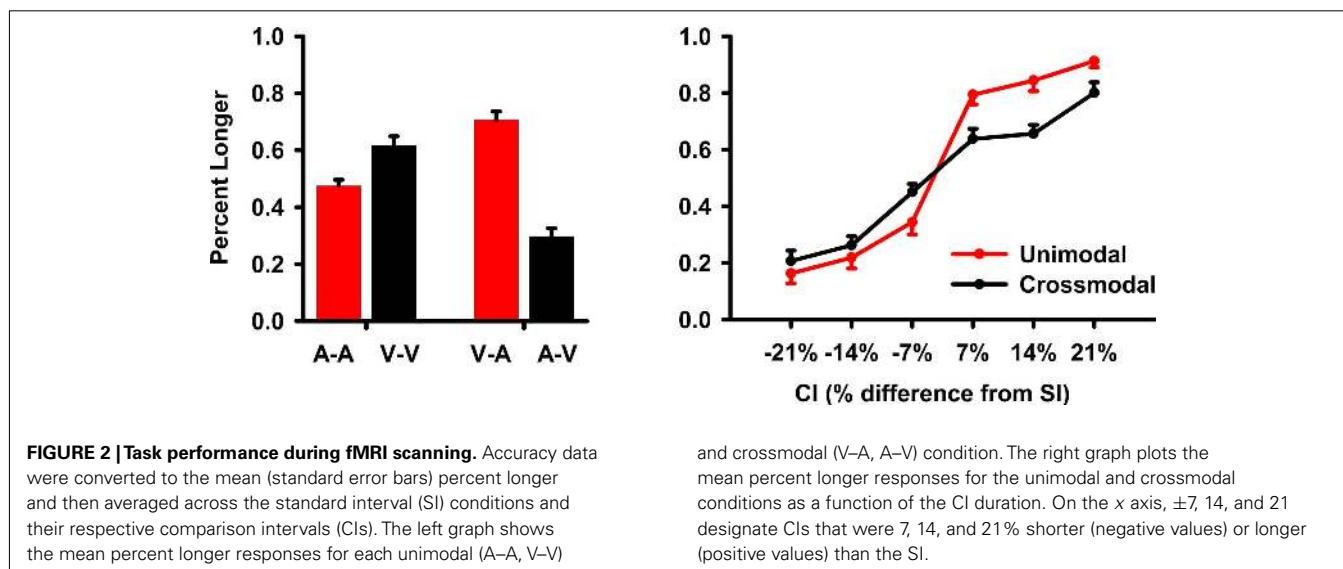 1.0
0.8
0.6
0.4
0.2
0.0
Percent Longer
A-A V-V V-A A-V
1.0
0.8
0.6
0.4
0.2
0.0
Unimodal
Crossmodal
-21% -14% -7% 7% 14% 21%
CI (% difference from SI)
FIGURE 2 | Task performance during fMRI scanning. Accuracy data
were converted to the mean (standard error bars) percent longer
and then averaged across the standard interval (SI) conditions and
their respective comparison intervals (CIs). The left graph shows
the mean percent longer responses for each unimodal (A–A, V–V)
and crossmodal (V–A, A–V) condition. The right graph plots the
mean percent longer responses for the unimodal and crossmodal
conditions as a function of the CI duration. On the x axis, ±7, 14, and 21
designate CIs that were 7, 14, and 21% shorter (negative values) or longer
(positive values) than the SI.